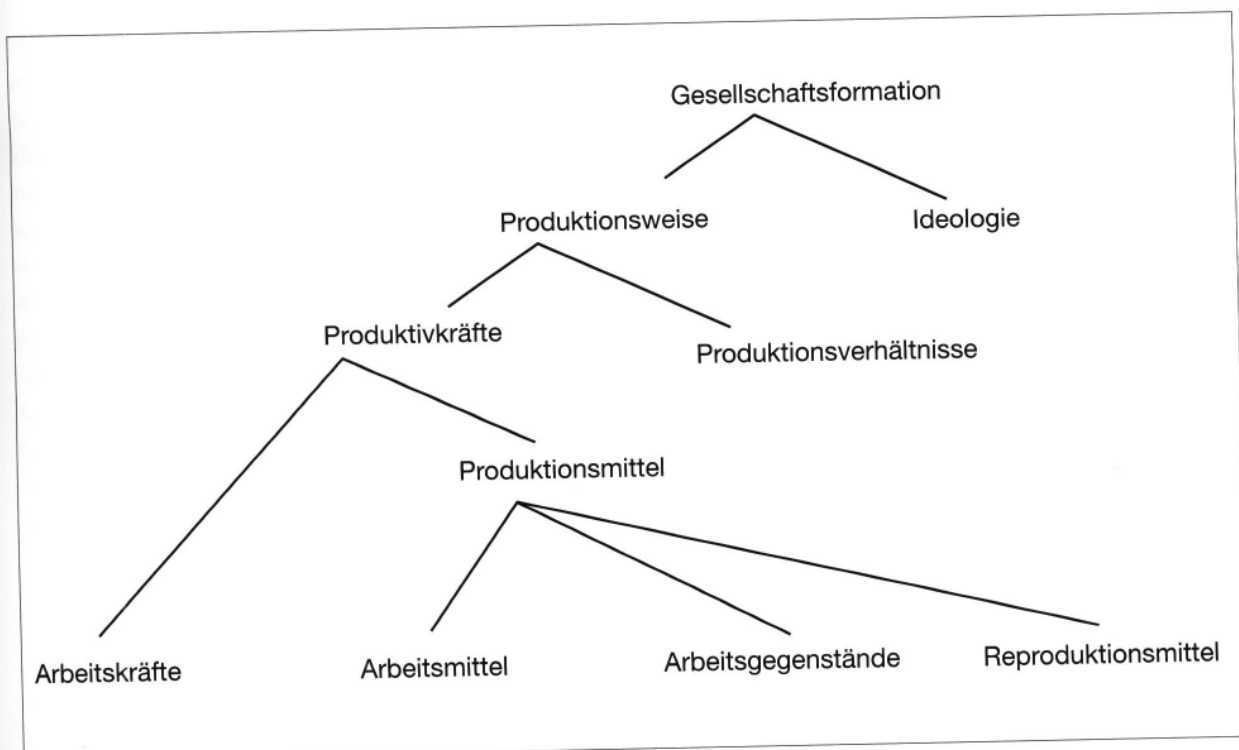 Gesellschaftsformation
Produktionsweise
Ideologie
Produktivkräfte
Produktionsverhältnisse
Produktionsmittel
Arbeitskräfte
Arbeitsmittel
Arbeitsgegenstände
Reproduktionsmittel